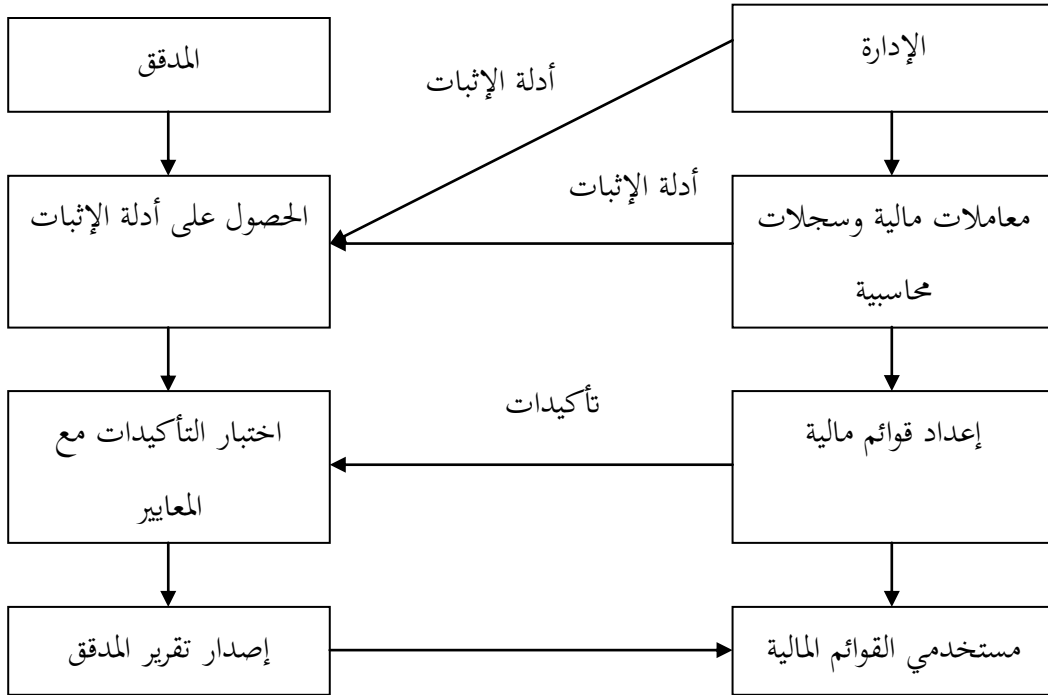 الإدارة
المدقق
أدلة الإثبات
أدلة الإثبات
معاملات مالية وسجلات
محاسبية
الحصول على أدلة الإثبات
تأكيدات
إعداد قوائم مالية
اختبار التأكيدات مع
المعايير
مستخدمي القوائم المالية
إصدار تقرير المدقق